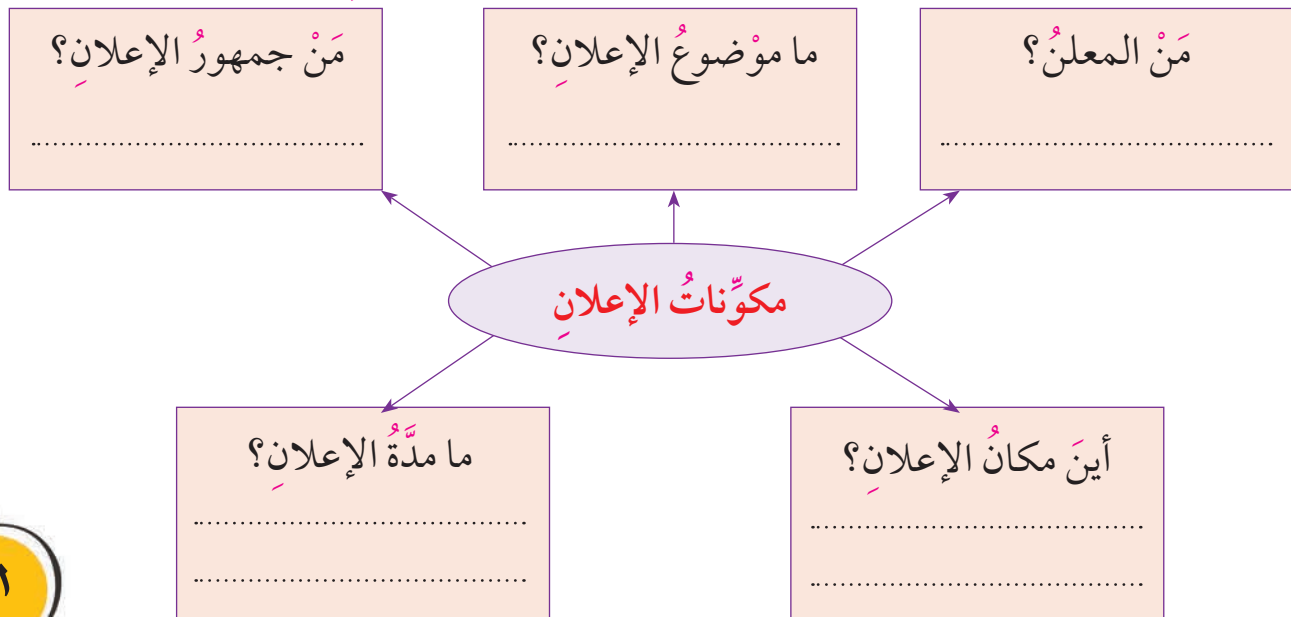 مَنْ المعلنُ؟
ما موْضوعُ الإعلانِ؟
مَنْ جمهورُ الإعلانِ؟
مكوِّناتُ الإعلانِ
أينَ مكانُ الإعلانِ؟
ما مدَّةُ الإعلانِ؟